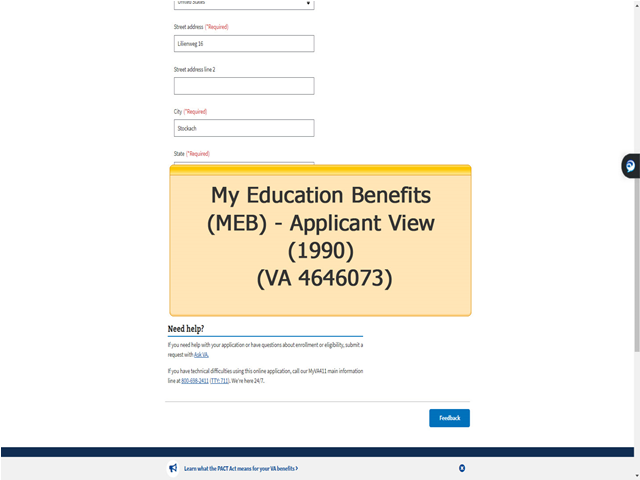 United States
Street address (*Required)
Lilienweg 16
Street address line 2
City (*Required)
Stockach
State (*Required)
My Education Benefits
(MEB) - Applicant View
(1990)
(VA 4646073)
Need help?
If you need help with your application or have questions about enrollment or eligibility, submit a
request with Ask VA.
If you have technical difficulties using this online application, call our MyVA411 main information
line at 800-698-2411 (TTY: 711). We're here 24/7.
Feedback
Learn what the PACT Act means for your VA benefits >